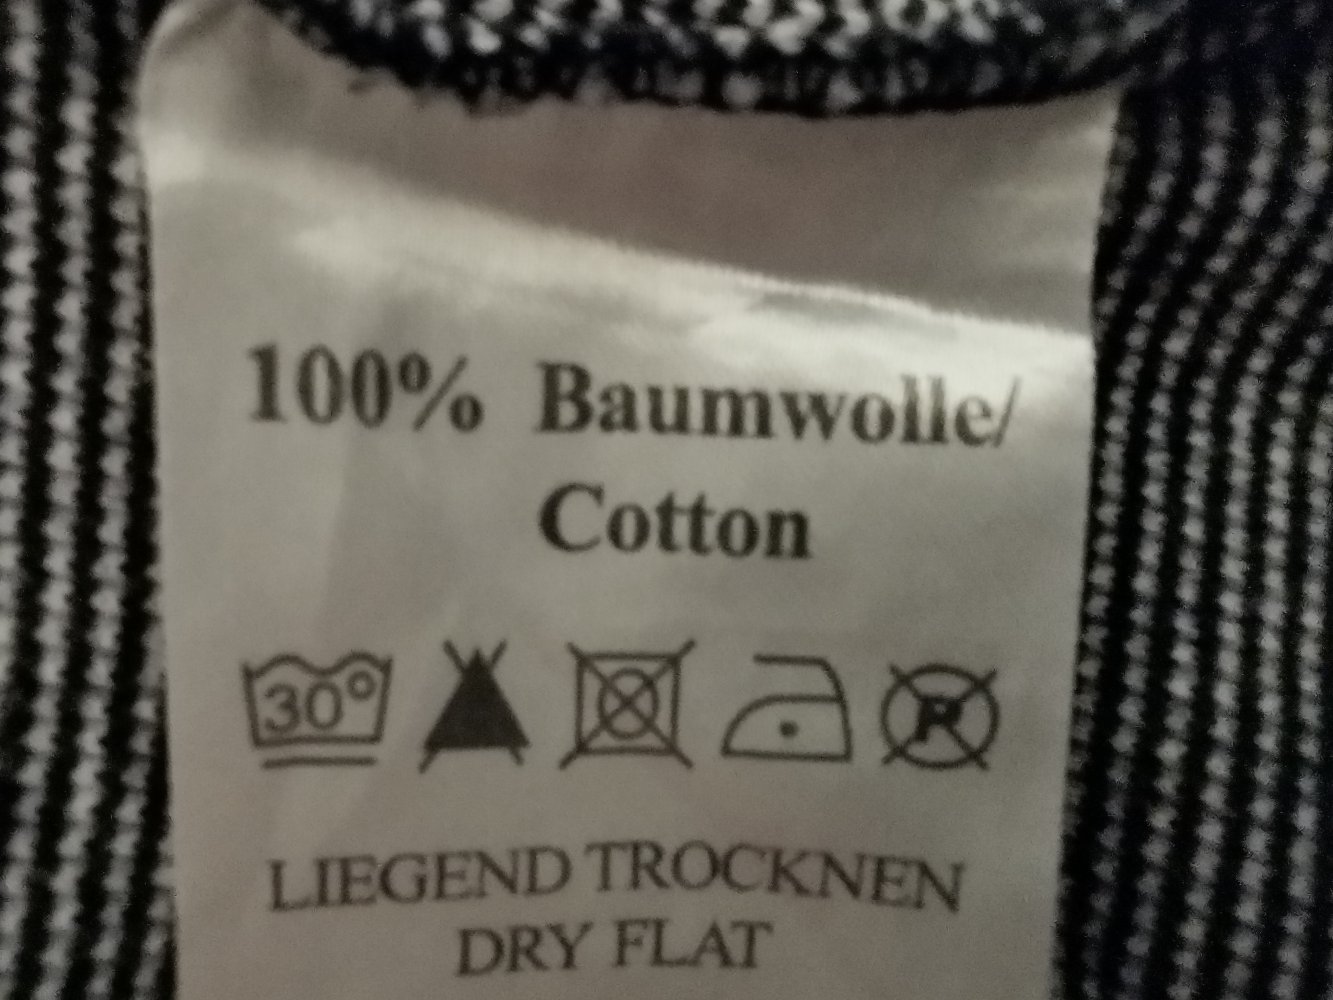 100% Baumwolle/
Cotton
30° P
LIEGEND TROCKNEN
DRY FLAT